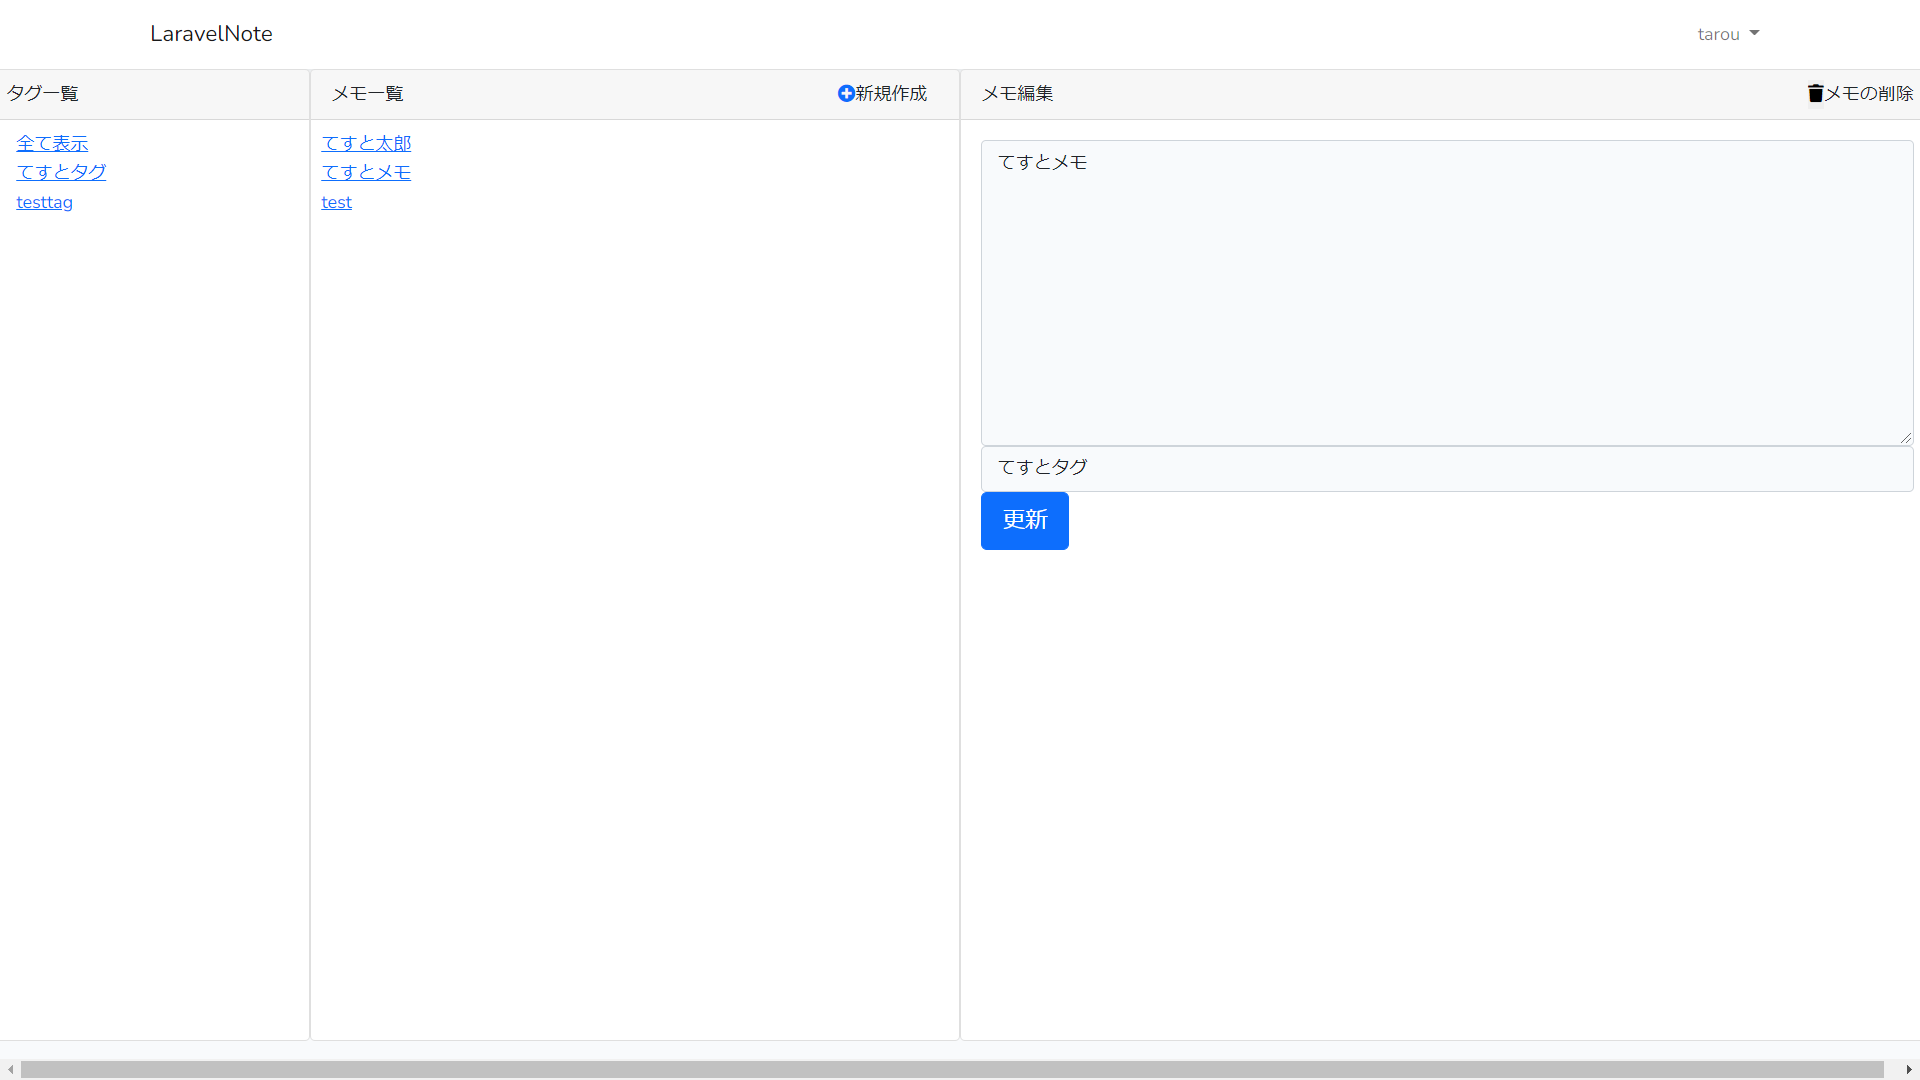 LaravelNote
tarou
タグ一覧
全て表示
てすとタグ
testtag
メモ一覧
新規作成
てすと太郎
てすとメモ
test
メモ編集
メモの削除
てすとメモ
てすとタグ
更新